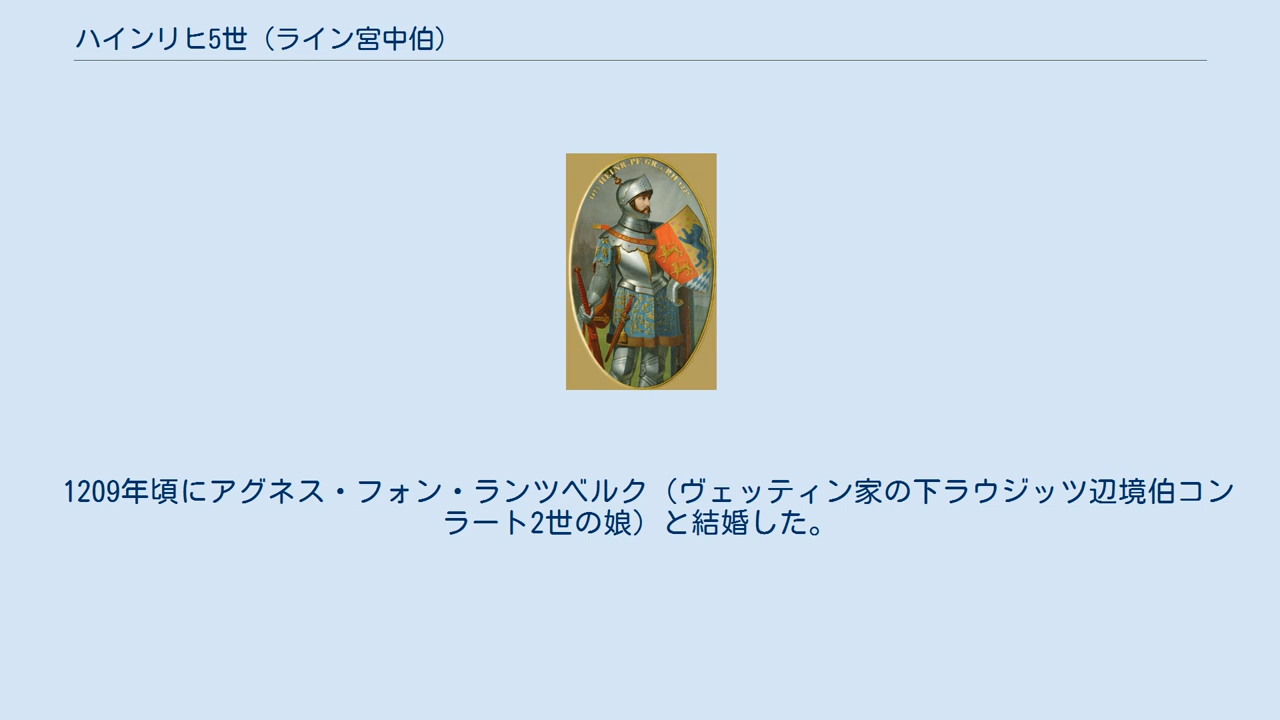 ハインリヒ5世（ライン宮中伯）
HEINR. PF. GR.
1209年頃にアグネス・フォン・ランツベルク（ヴェッティン家の下ラウジッツ辺境伯コン
ラート2世の娘）と結婚した。